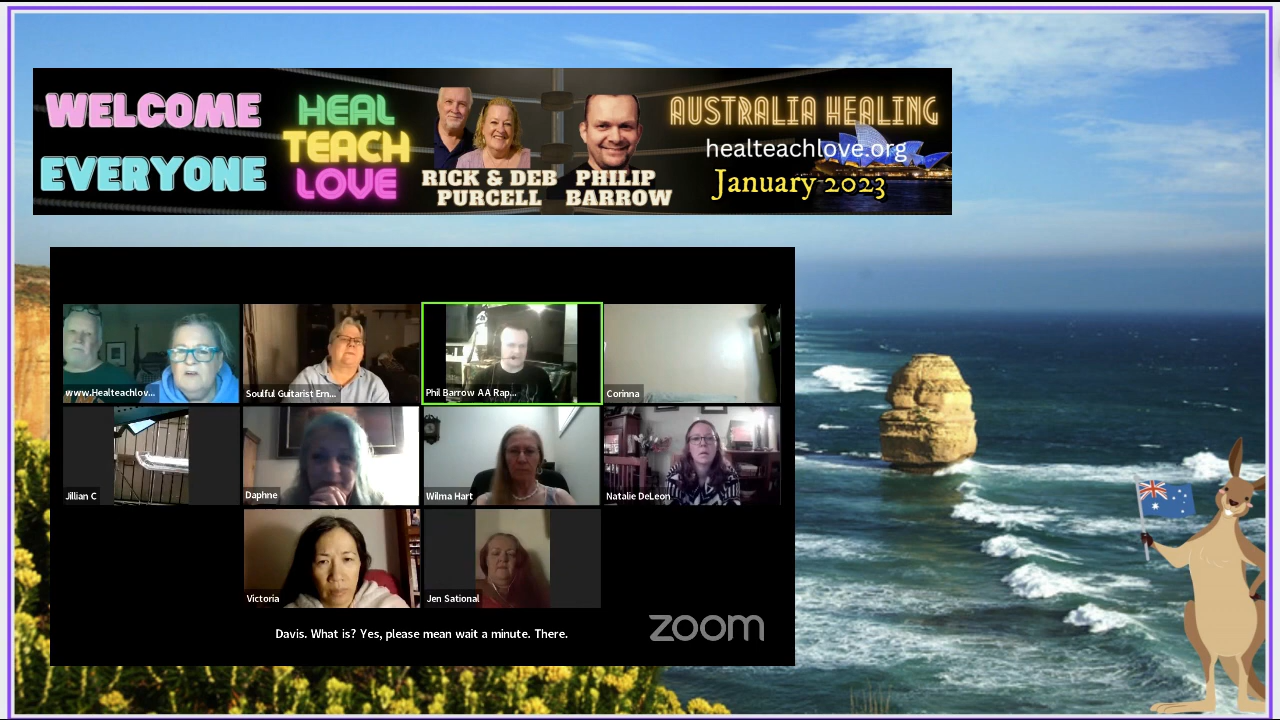 WELCOME
EVERYONE
HEAL
TEACH
LOVE
RICK & DEB
PURCELL
PHILIP
BARROW
AUSTRALIA HEALING
healteachlove.org
January 2023
www.Healteachlov...
Soulful Guitarist Ern...
Phil Barrow AA Rap...
Corinna
Jillian C
Daphne
Wilma Hart
Natalie DeLeon
Victoria
Jen Sational
Davis. What is? Yes, please mean wait a minute. There.
zoom